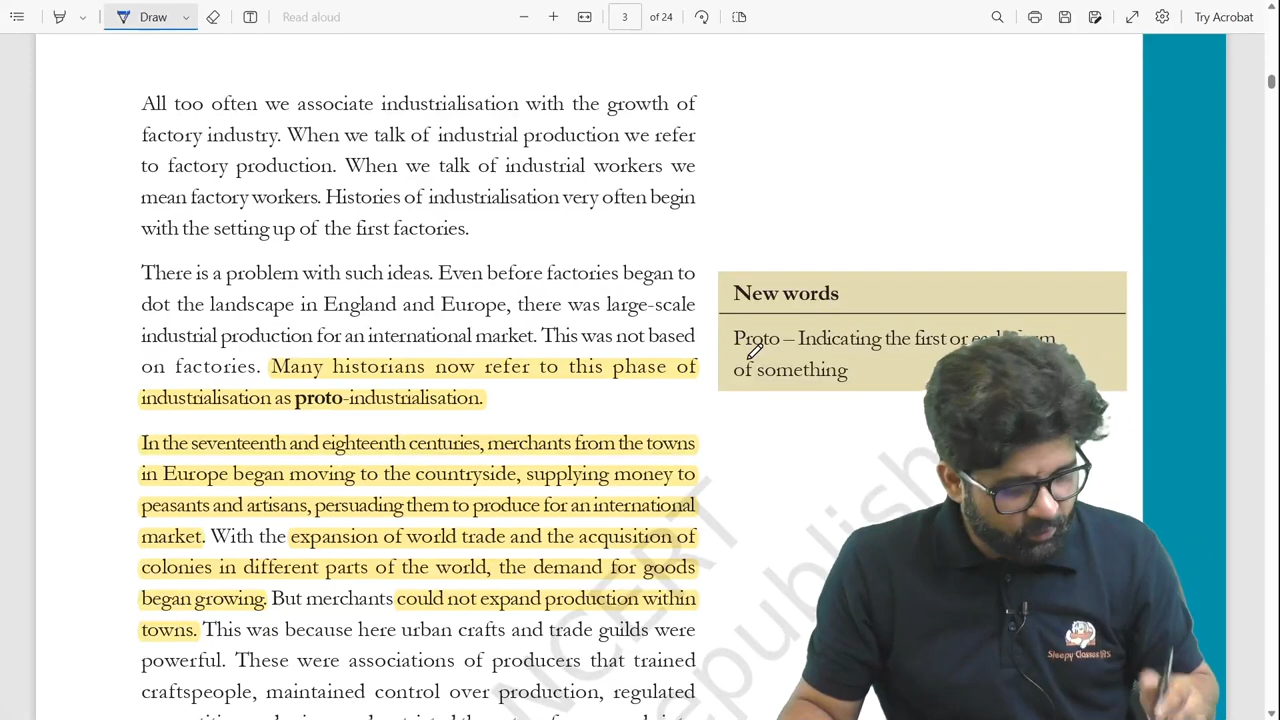 Draw
Read aloud
3
of 24
Try Acrobat
All too often we associate industrialisation with the growth of
factory industry. When we talk of industrial production we refer
to factory production. When we talk of industrial workers we
mean factory workers. Histories of industrialisation very often begin
with the setting up of the first factories.
There is a problem with such ideas. Even before factories began to
dot the landscape in England and Europe, there was large-scale
industrial production for an international market. This was not based
on factories. Many historians now refer to this phase of
industrialisation as proto-industrialisation.
In the seventeenth and eighteenth centuries, merchants from the towns
in Europe began moving to the countryside, supplying money to
peasants and artisans, persuading them to produce for an international
market. With the expansion of world trade and the acquisition of
colonies in different parts of the world, the demand for goods
began growing. But merchants could not expand production within
towns. This was because here urban crafts and trade guilds were
powerful. These were associations of producers that trained
craftspeople, maintained control over production, regulated
New words
Proto – Indicating the first or
of something
NCERT
republish
Sleepy Classes IAS